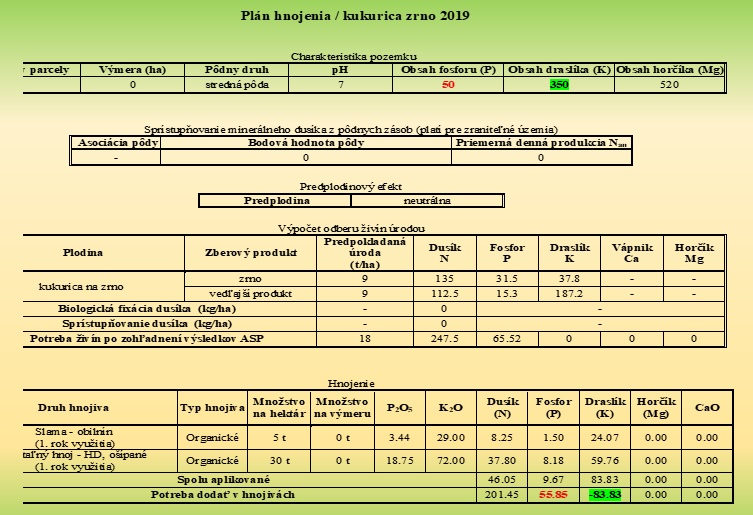 Plán hnojenia / kukurica zrno 2019
Charakteristika pozemku
parcely Výmera (ha) Pôdny druh pH Obsah fosforu (P) Obsah draslíka (K) Obsah horčíka (Mg)
0 stredná pôda 7 50 350 520
Sprístupňovanie minerálneho dusíka z pôdnych zásob (platí pre zraniteľné územia)
Asociácia pôdy Bodová hodnota pôdy Priemerná denná produkcia Nan
- 0 0
Predplodinový efekt
Predplodina neutrálna
Výpočet odberu živín úrodou
Plodina Zberový produkt Predpokladaná úroda (t/ha) Dusík N Fosfor P Draslík K Vápnik Ca Horčík Mg
kukurica na zrno zrno 9 135 31.5 37.8 - -
vedľajší produkt 9 112.5 15.3 187.2 - -
Biologická fixácia dusíka (kg/ha) - 0 -
Sprístupňovanie dusíka (kg/ha) - 0 -
Potreba živín po zohľadnení výsledkov ASP 18 247.5 65.52 0 0 0
Hnojenie
Druh hnojiva Typ hnojiva Množstvo na hektár Množstvo na výmeru P₂O₅ K₂O Dusík (N) Fosfor (P) Draslík (K) Horčík (Mg) CaO
Slama - obilnín (1. rok využitia) Organické 5 t 0 t 3.44 29.00 8.25 1.50 24.07 0.00 0.00
hnoj - HD, ošípané (1. rok využitia) Organické 30 t 0 t 18.75 72.00 37.80 8.18 59.76 0.00 0.00
Spolu aplikované 46.05 9.67 83.83 0.00 0.00
Potreba dodať v hnojivách 201.45 55.85 -83.83 0.00 0.00